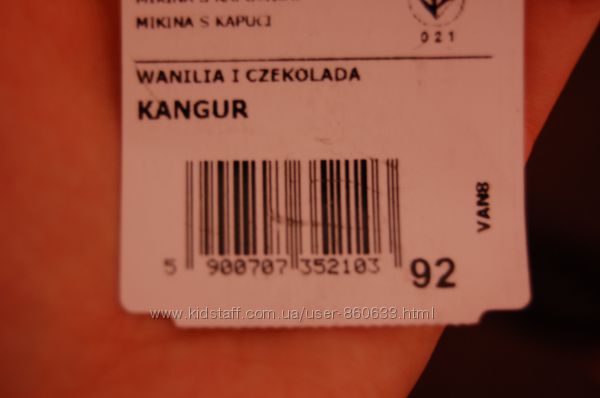 MIKINA S KAPUCÍ
021
WANILIA I CZEKOLADA
KANGUR
VAN8
5 900707 352103 92
www.kidstaff.com.ua/user-860633.html